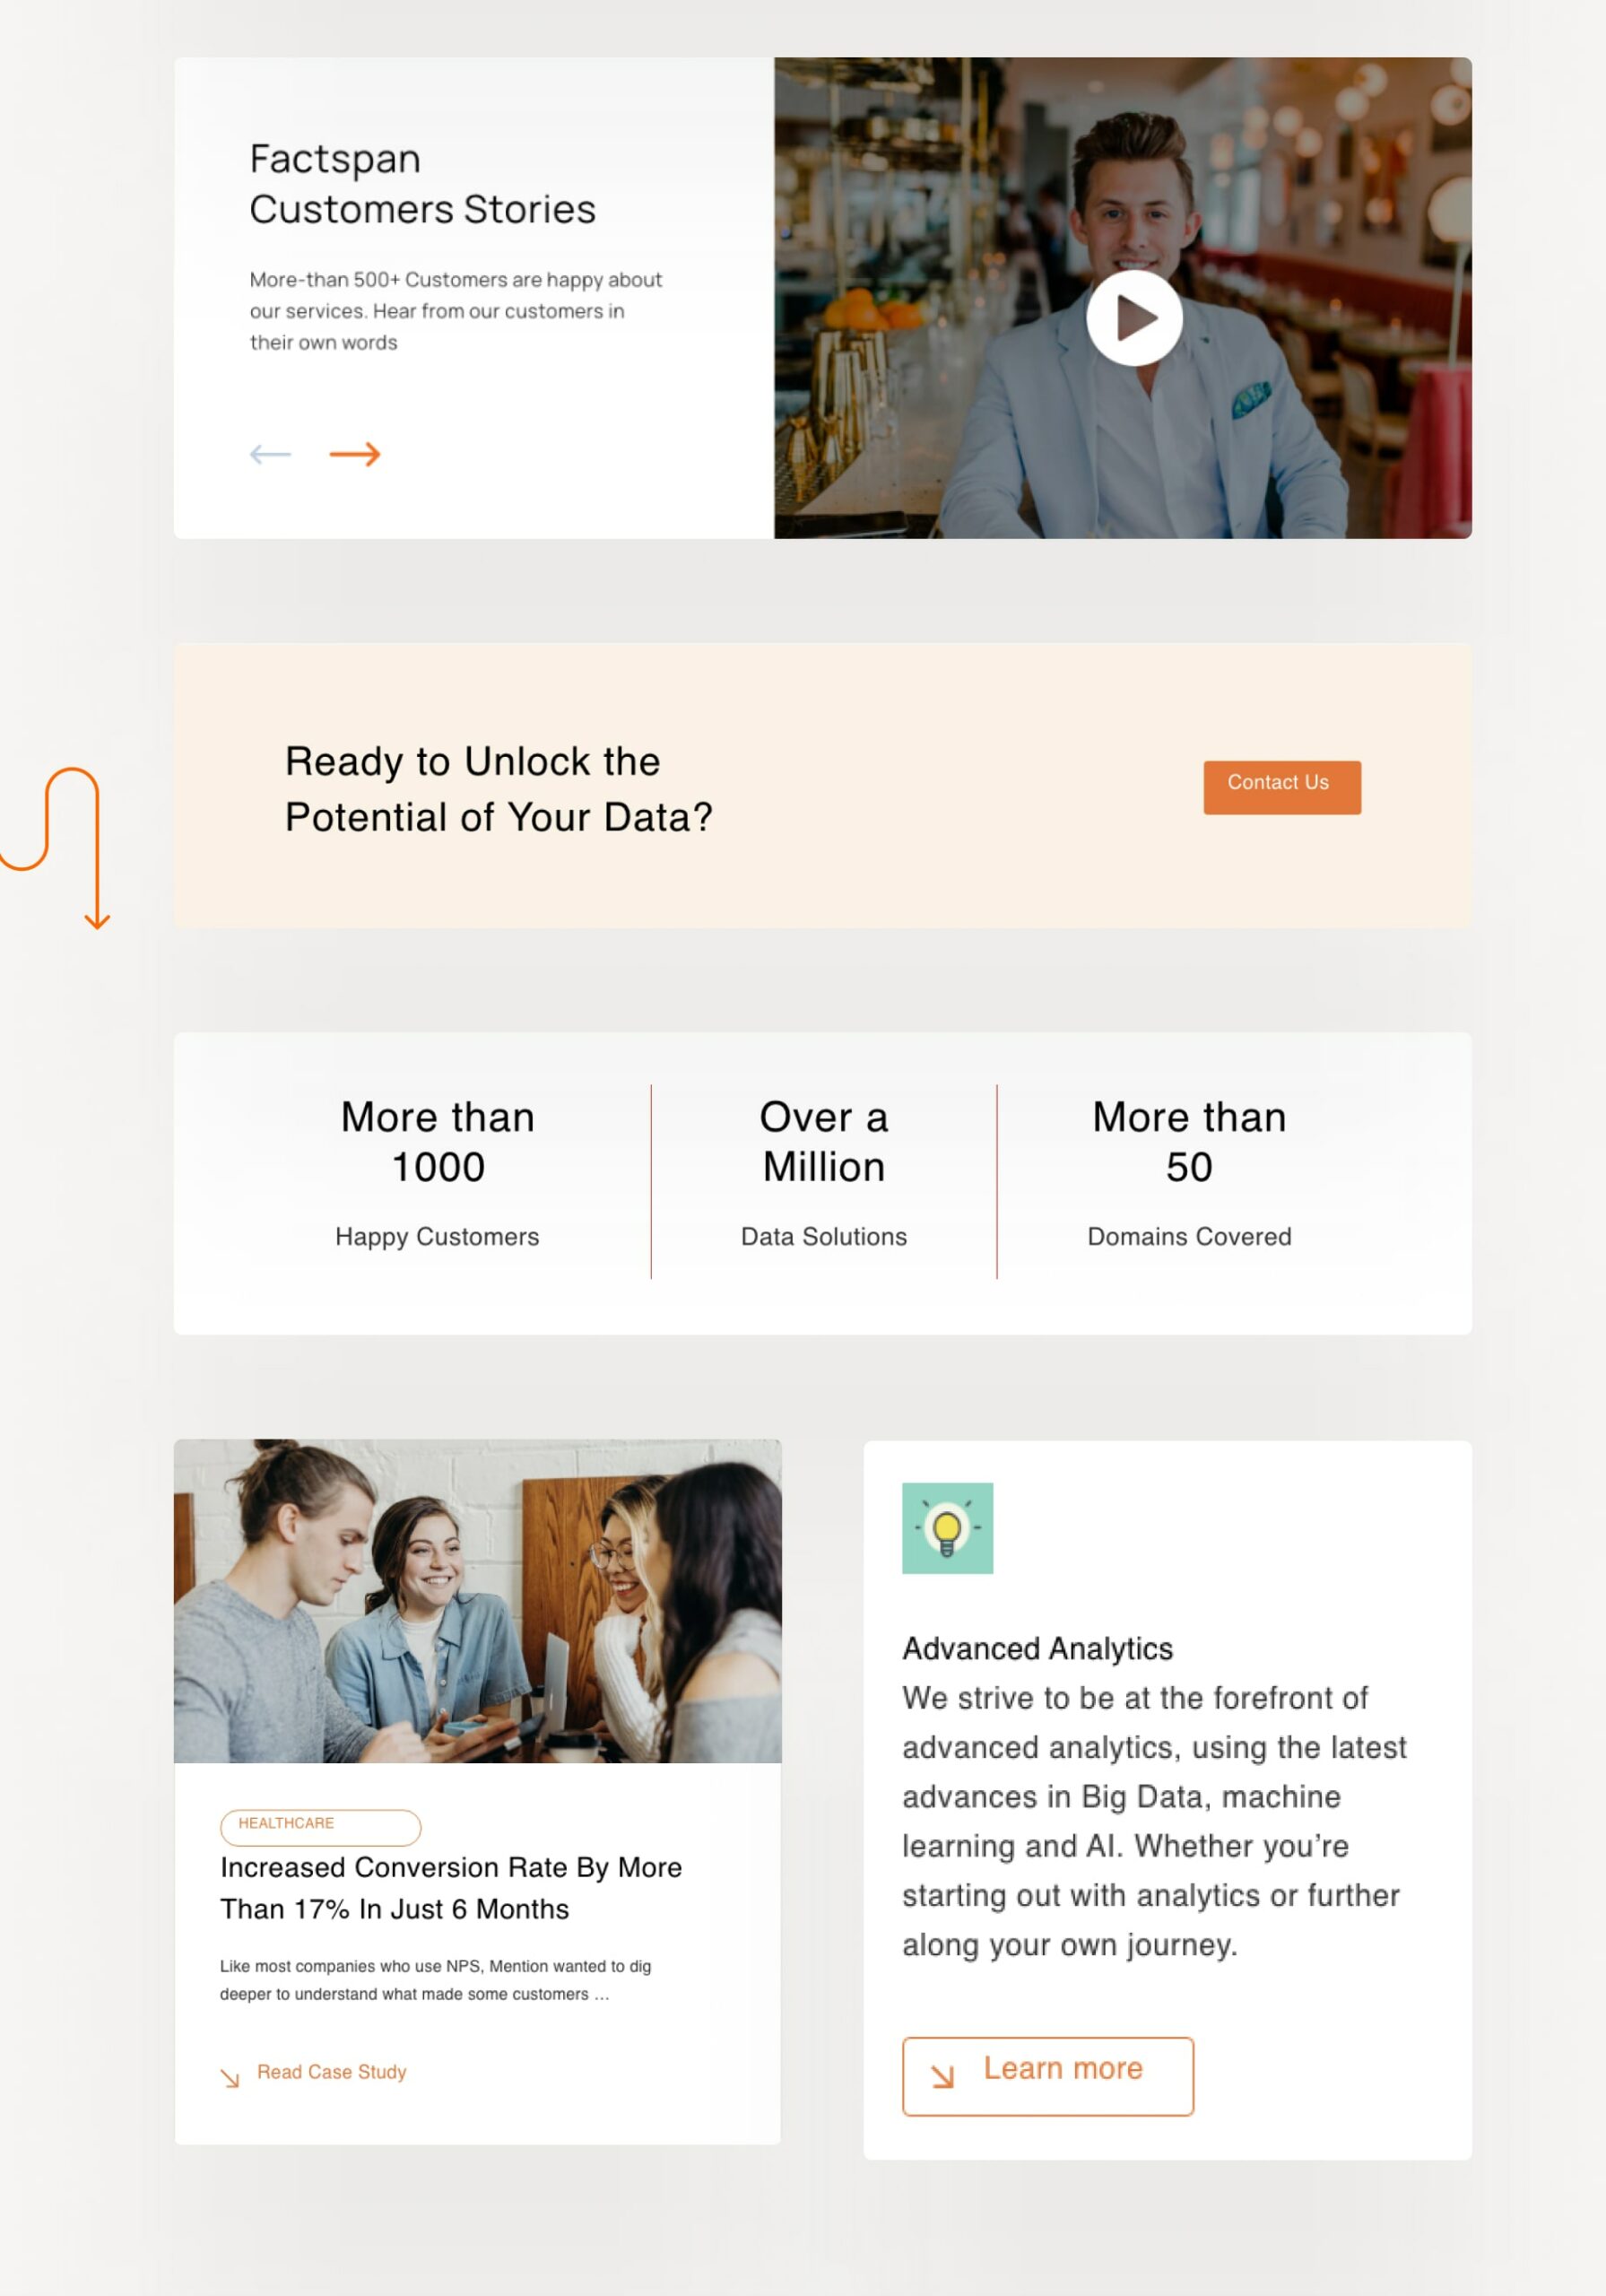 Factspan
Customers Stories
More-than 500+ Customers are happy about
our services. Hear from our customers in
their own words
Ready to Unlock the
Potential of Your Data?
Contact Us
More than
1000
Happy Customers
Over a
Million
Data Solutions
More than
50
Domains Covered
HEALTHCARE
Increased Conversion Rate By More
Than 17% In Just 6 Months
Like most companies who use NPS, Mention wanted to dig
deeper to understand what made some customers ...
Read Case Study
Advanced Analytics
We strive to be at the forefront of
advanced analytics, using the latest
advances in Big Data, machine
learning and AI. Whether you’re
starting out with analytics or further
along your own journey.
Learn more